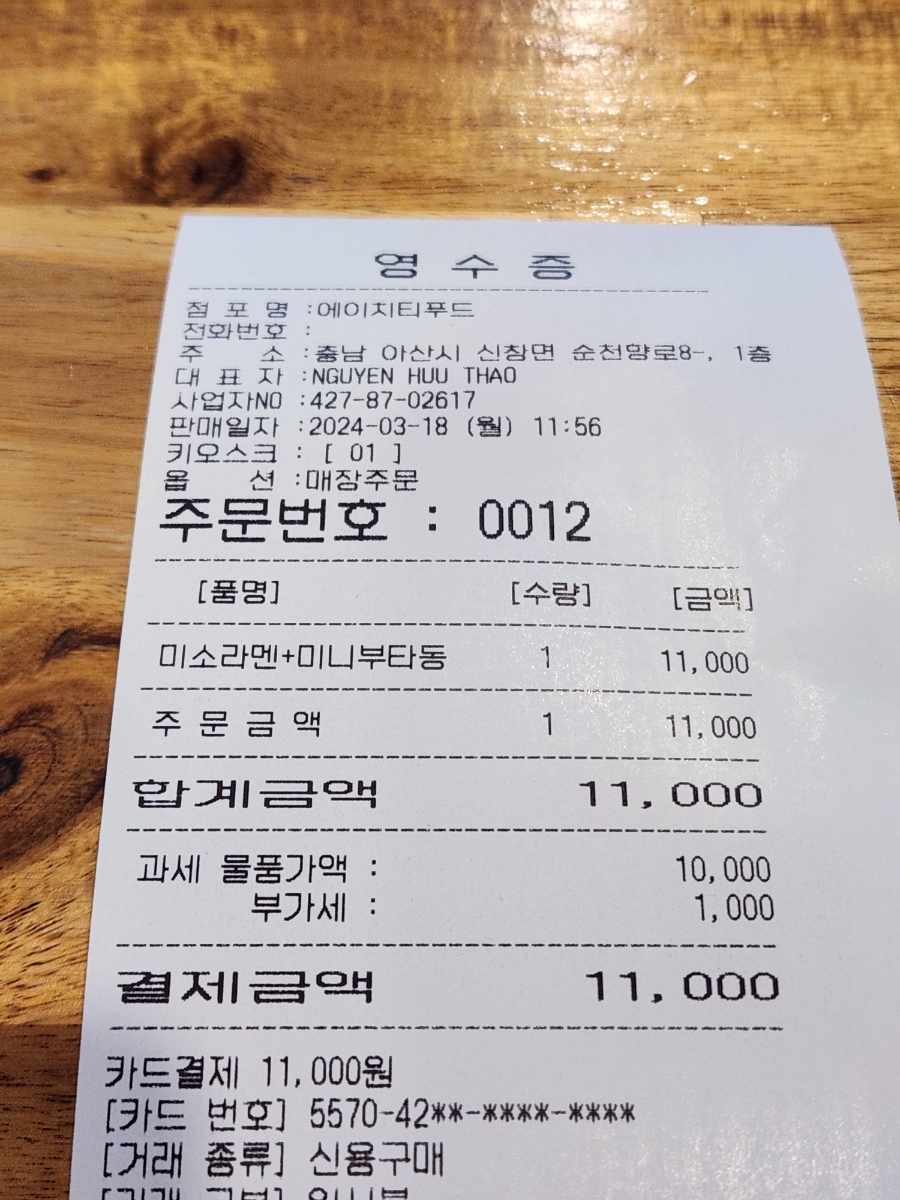 영 수 증
점 포 명 :에이치티푸드
전화번호 :
주 소 :충남 아산시 신창면 순천향로8-, 1층
대 표 자 :NGUYEN HUU THAO
사업자NO :427-87-02617
판매일자 :2024-03-18 (월) 11:56
키오스크 : [ 01 ]
옵 션 :매장주문
주문번호 : 0012
[품명] [수량] [금액]
미소라멘+미니부타동 1 11,000
주 문 금 액 1 11,000
합계금액 11,000
과세 물품가액 : 10,000
부가세 : 1,000
결제금액 11,000
카드결제 11,000원
[카드 번호] 5570-42**-****-****
[거래 종류] 신용구매